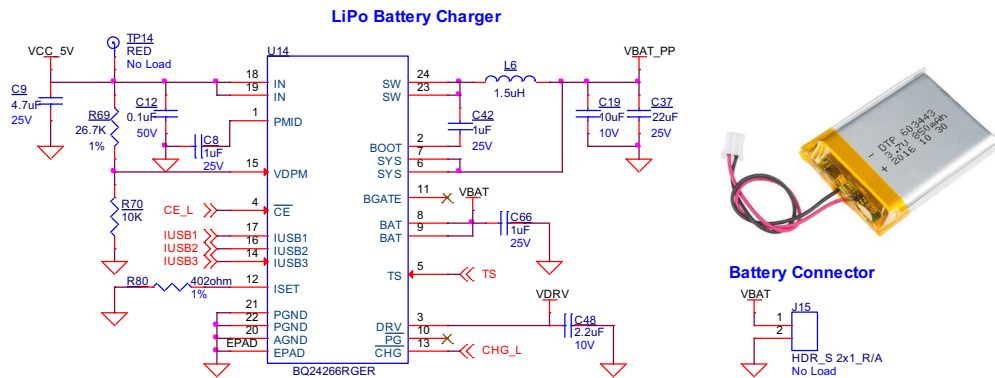 LiPo Battery Charger
VCC_5V
TP14
RED
No Load
U14
VBAT_PP
C9
4.7uF
25V
R69
26.7K
1%
C12
0.1uF
50V
C8
1uF
25V
18
IN
19
IN
1
PMID
15
VDPM
R70
10K
CE_L
4
CE
IUSB1
17
IUSB1
IUSB2
16
IUSB2
IUSB3
14
IUSB3
R80
402ohm
1%
12
ISET
21
PGND
22
PGND
20
AGND
EPAD
EPAD
BQ24266RGER
24
SW
23
SW
L6
1.5uH
C42
1uF
25V
C19
10uF
10V
C37
22uF
25V
2
BOOT
7
SYS
6
SYS
11
BGATE
VBAT
8
BAT
9
BAT
C66
1uF
25V
5
TS
TS
VDRV
3
DRV
C48
2.2uF
10V
10
PG
13
CHG
CHG_L
- DTP 603443
3.7V 850mAh
+ 2016 10 30
Battery Connector
VBAT
J15
1
2
HDR_S 2x1_R/A
No Load